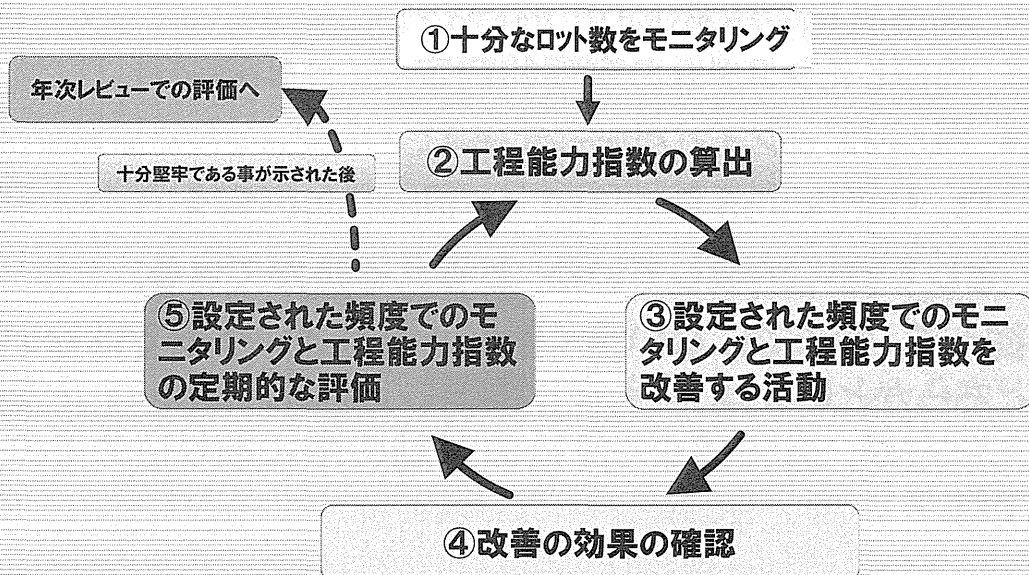 ①十分なロット数をモニタリング
年次レビューでの評価へ
十分堅牢である事が示された後
②工程能力指数の算出
⑤設定された頻度でのモ
ニタリングと工程能力指数
の定期的な評価
③設定された頻度でのモニ
タリングと工程能力指数を
改善する活動
④改善の効果の確認